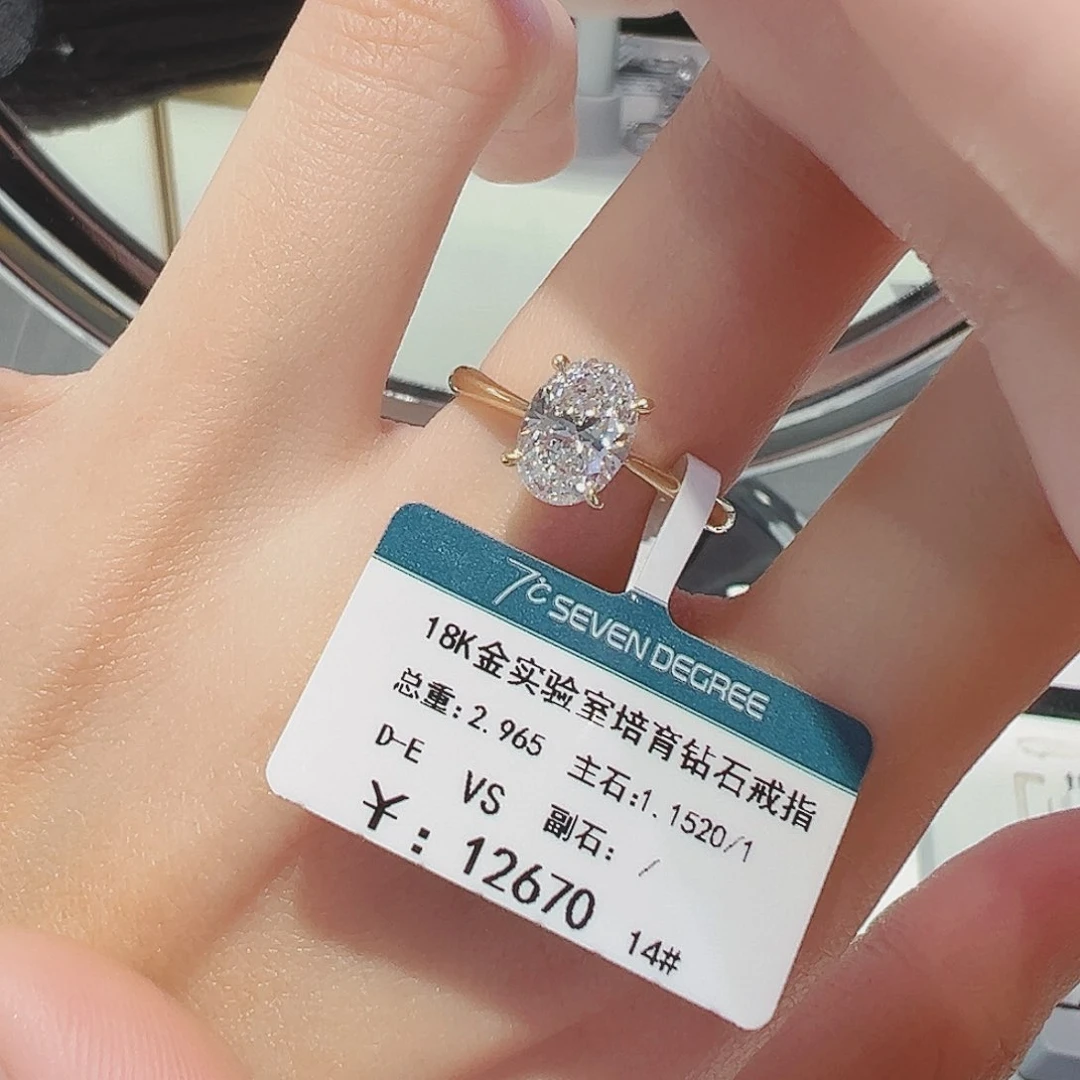 7℃ SEVEN DEGREE
18K金实验室培育钻石戒指
总重:2.965 主石:1.1520/1
D-E VS 副石: /
¥: 12670 14#